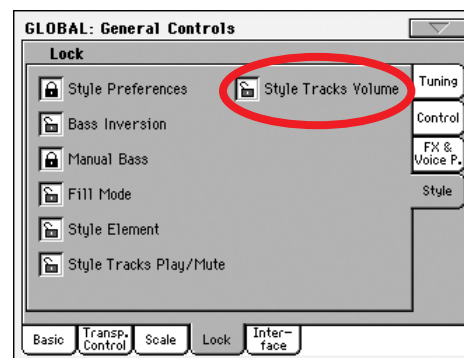 GLOBAL: General Controls
Lock
Style Preferences
Style Tracks Volume
Bass Inversion
Manual Bass
Fill Mode
Style Element
Style Tracks Play/Mute
Tuning
Control
FX &
Voice P.
Style
Basic
Transp.
Control
Scale
Lock
Inter-
face